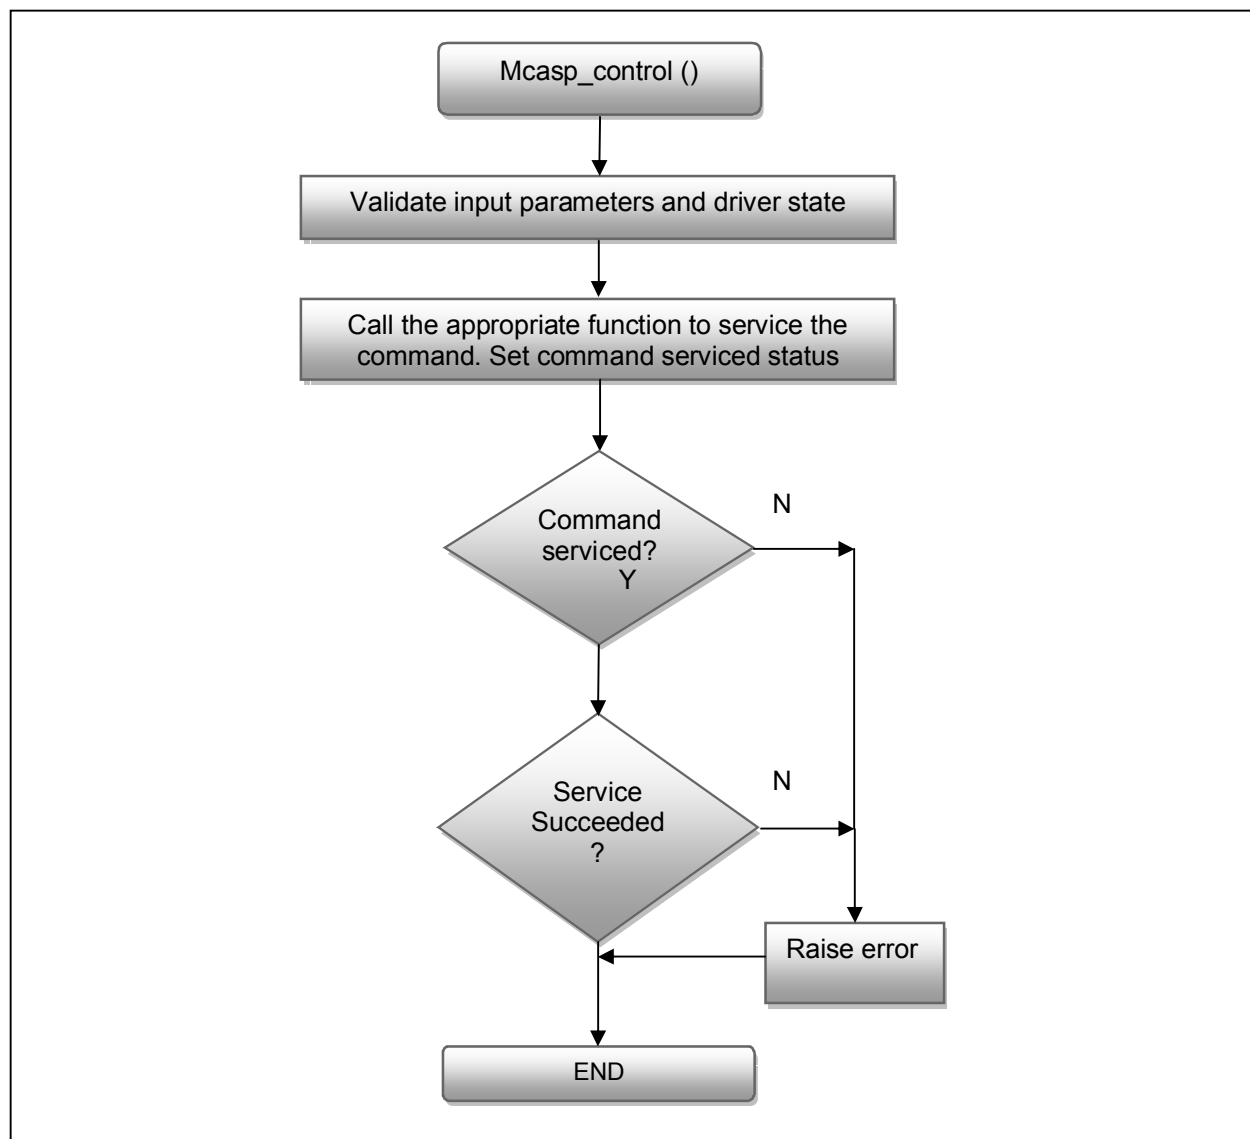 Mcasp_control ()
Validate input parameters and driver state
Call the appropriate function to service the
command. Set command serviced status
N
Command
serviced?
Y
N
Service
Succeeded
?
Raise error
END